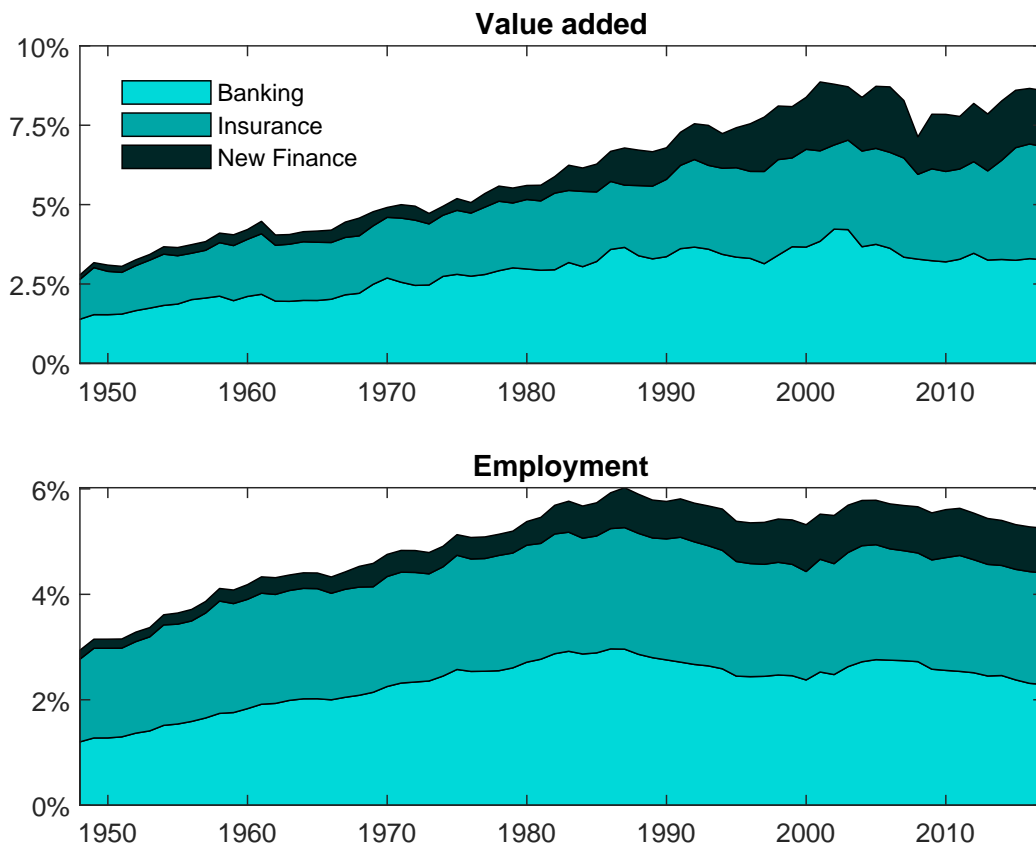 Value added
10%
7.5%
5%
2.5%
0%
Banking
Insurance
New Finance
1950 1960 1970 1980 1990 2000 2010
Employment
6%
4%
2%
0%
1950 1960 1970 1980 1990 2000 2010